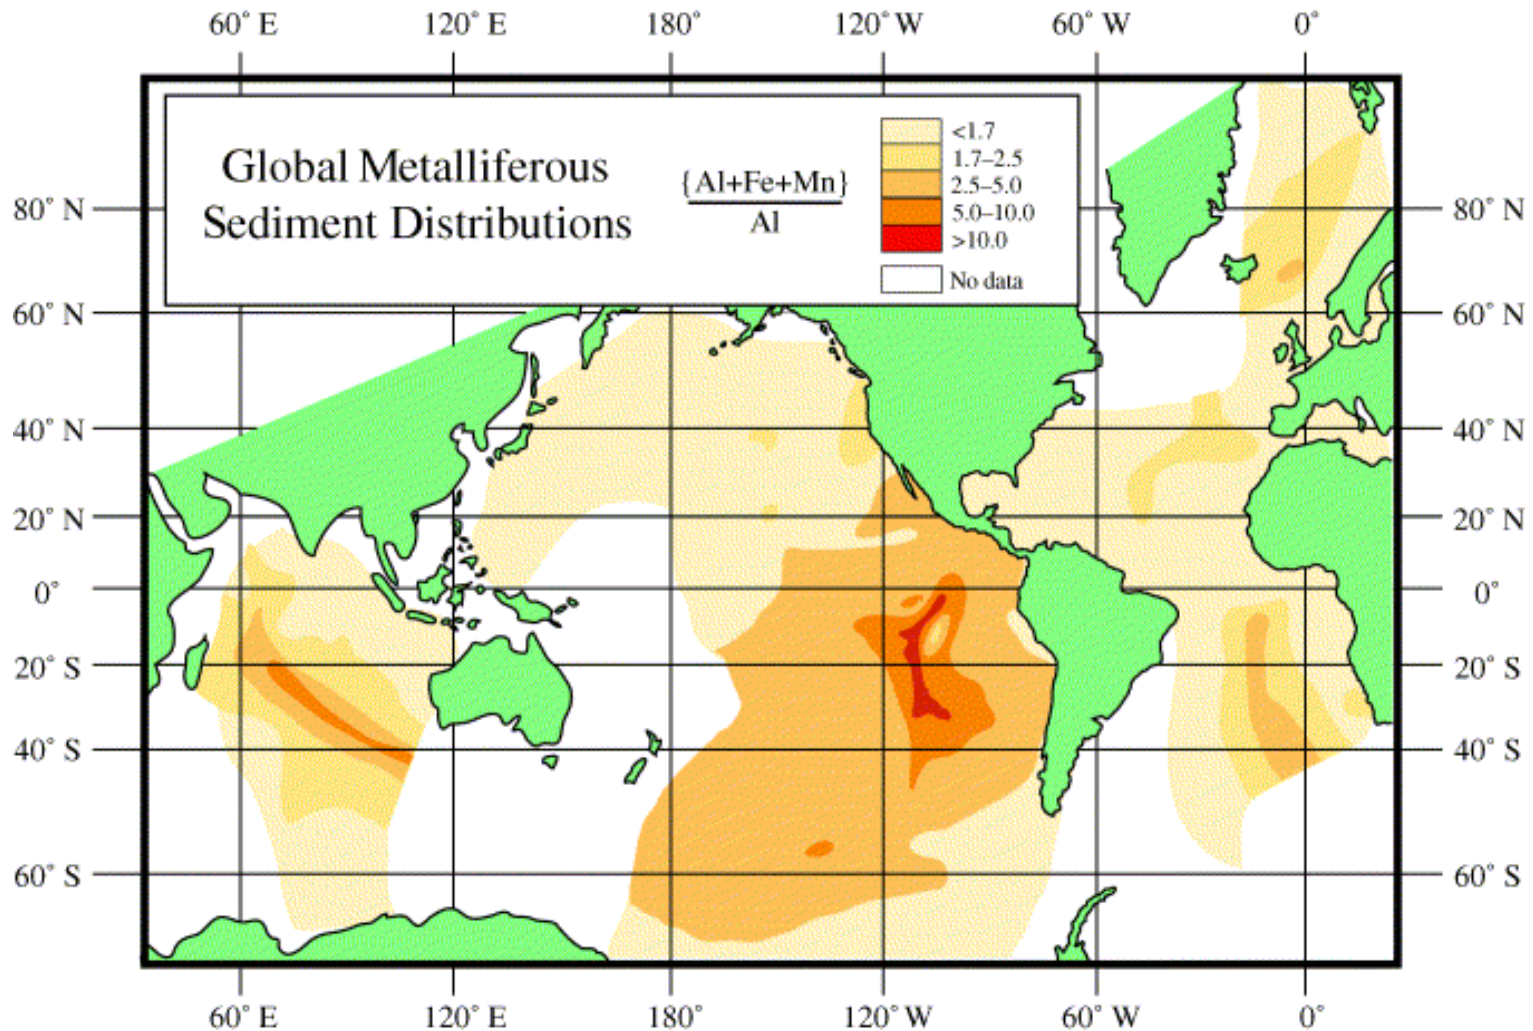 60° E 120° E 180° 120° W 60° W 0°
Global Metalliferous
Sediment Distributions
{Al+Fe+Mn}
Al
<1.7
1.7–2.5
2.5–5.0
5.0–10.0
>10.0
No data
80° N 80° N
60° N 60° N
40° N 40° N
20° N 20° N
0° 0°
20° S 20° S
40° S 40° S
60° S 60° S
60° E 120° E 180° 120° W 60° W 0°